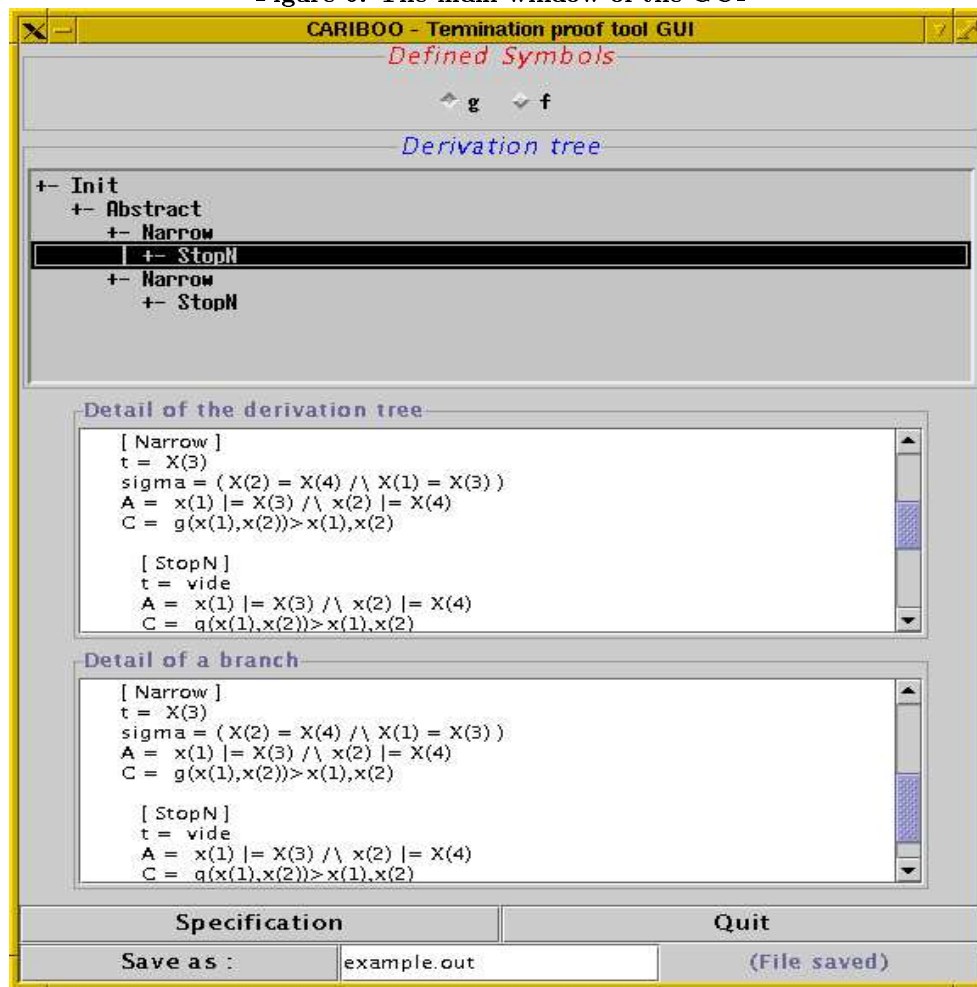 Figure 6: The main window of the GUI
CARIBOO - Termination proof tool GUI
Defined Symbols
g f
Derivation tree
+- Init
+- Abstract
+- Narrow
| +- StopN
+- Narrow
+- StopN
Detail of the derivation tree
[ Narrow ]
t = X(3)
sigma = ( X(2) = X(4) /\ X(1) = X(3) )
A = x(1) |= X(3) /\ x(2) |= X(4)
C = g(x(1),x(2))>x(1),x(2)
[ StopN ]
t = vide
A = x(1) |= X(3) /\ x(2) |= X(4)
C = g(x(1),x(2))>x(1),x(2)
Detail of a branch
[ Narrow ]
t = X(3)
sigma = ( X(2) = X(4) /\ X(1) = X(3) )
A = x(1) |= X(3) /\ x(2) |= X(4)
C = g(x(1),x(2))>x(1),x(2)
[ StopN ]
t = vide
A = x(1) |= X(3) /\ x(2) |= X(4)
C = g(x(1),x(2))>x(1),x(2)
Specification Quit
Save as : example.out (File saved)